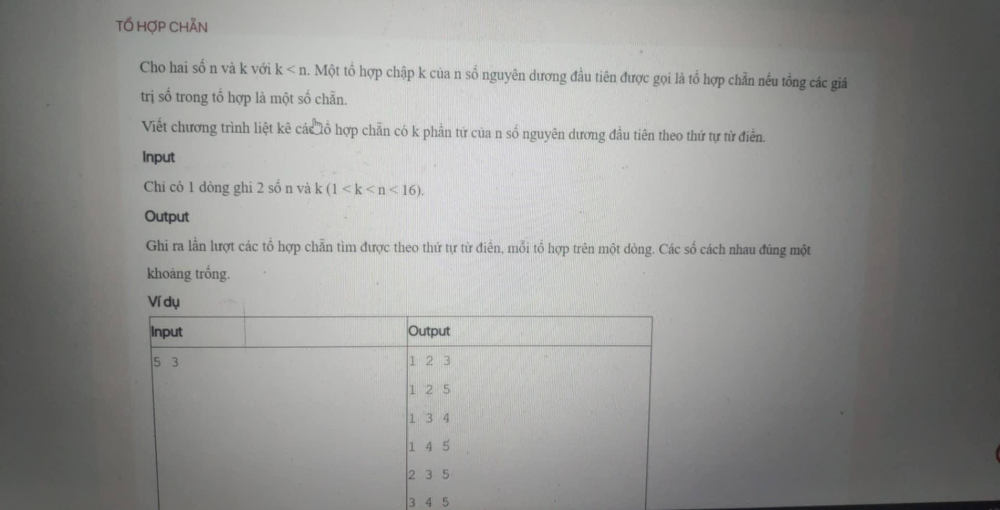 TỔ HỢP CHẴN
Cho hai số n và k với k < n. Một tổ hợp chập k của n số nguyên dương đầu tiên được gọi là tổ hợp chẵn nếu tổng các giá
trị số trong tổ hợp là một số chẵn.
Viết chương trình liệt kê các tổ hợp chẵn có k phần tử của n số nguyên dương đầu tiên theo thứ tự từ điển.
Input
Chỉ có 1 dòng ghi 2 số n và k (1 < k < n < 16).
Output
Ghi ra lần lượt các tổ hợp chẵn tìm được theo thứ tự từ điển, mỗi tổ hợp trên một dòng. Các số cách nhau đúng một
khoảng trống.
Ví dụ
Input Output
5 3 1 2 3
1 2 5
1 3 4
1 4 5
2 3 5
3 4 5